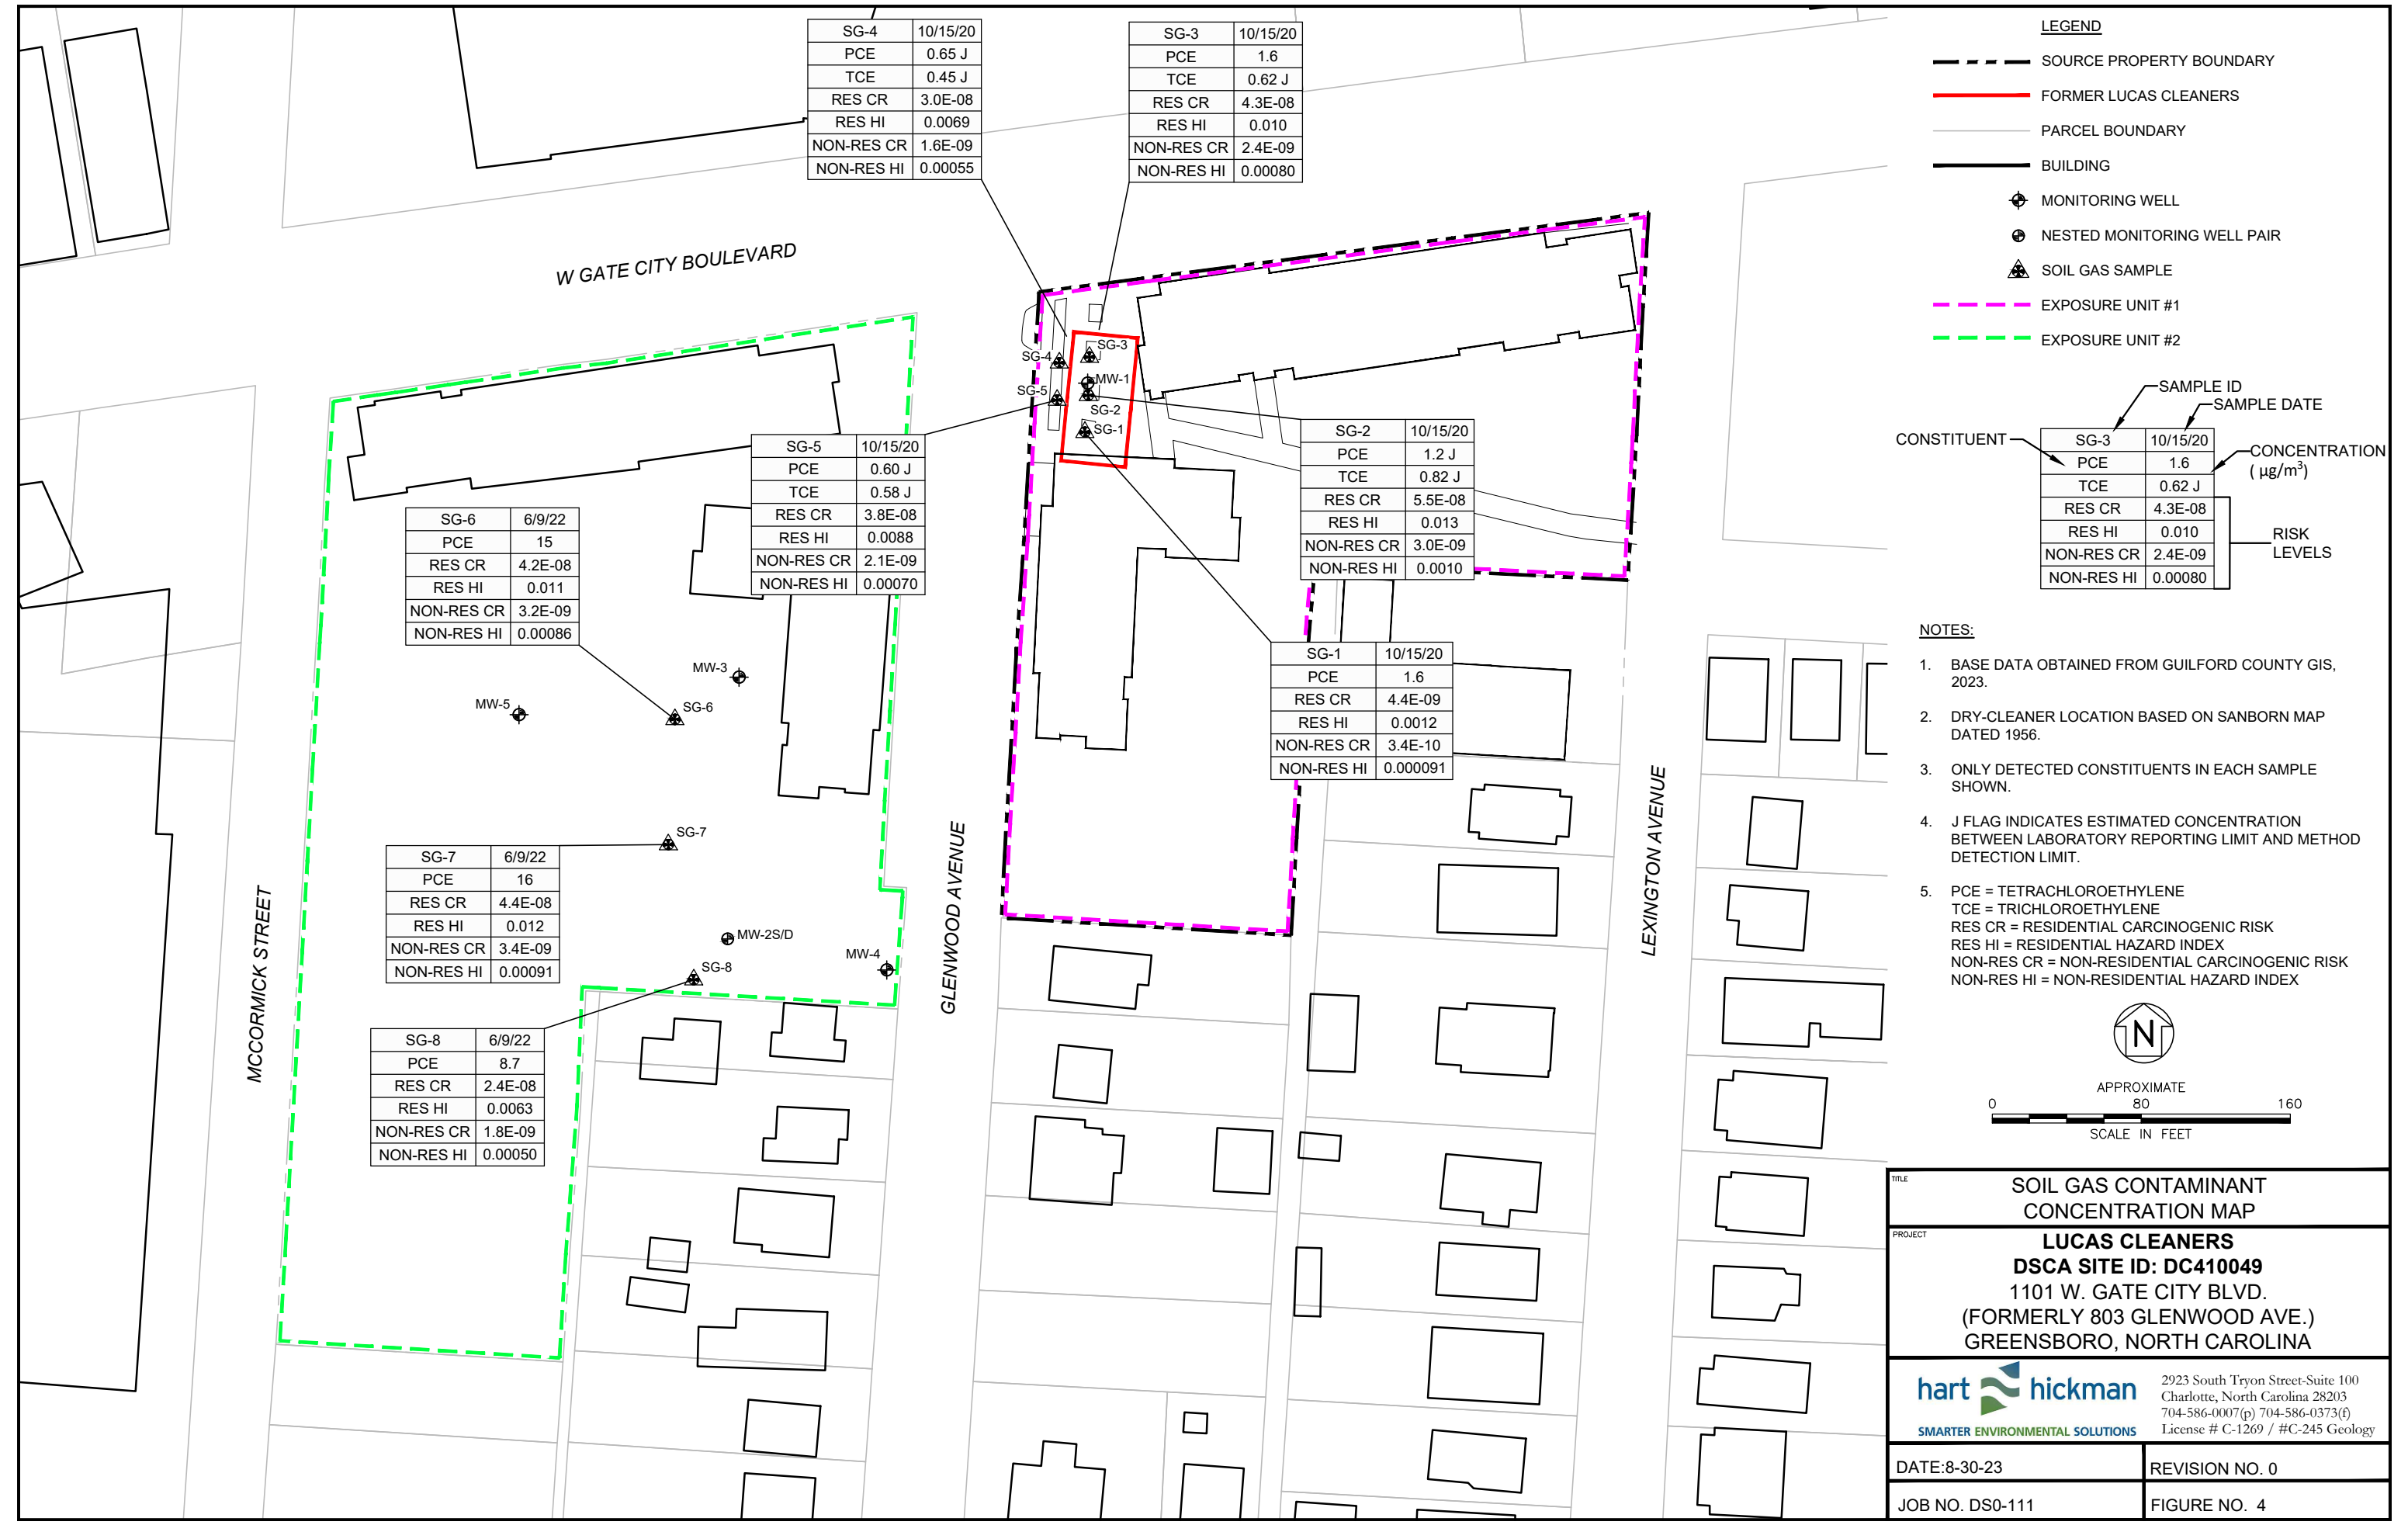 SG-4 10/15/20
PCE 0.65 J
TCE 0.45 J
RES CR 3.0E-08
RES HI 0.0069
NON-RES CR 1.6E-09
NON-RES HI 0.00055
SG-3 10/15/20
PCE 1.6
TCE 0.62 J
RES CR 4.3E-08
RES HI 0.010
NON-RES CR 2.4E-09
NON-RES HI 0.00080
W GATE CITY BOULEVARD
SG-3
SG-4
MW-1
SG-5
SG-2
SG-1
SG-5 10/15/20
PCE 0.60 J
TCE 0.58 J
RES CR 3.8E-08
RES HI 0.0088
NON-RES CR 2.1E-09
NON-RES HI 0.00070
SG-2 10/15/20
PCE 1.2 J
TCE 0.82 J
RES CR 5.5E-08
RES HI 0.013
NON-RES CR 3.0E-09
NON-RES HI 0.0010
SG-6 6/9/22
PCE 15
RES CR 4.2E-08
RES HI 0.011
NON-RES CR 3.2E-09
NON-RES HI 0.00086
SG-1 10/15/20
PCE 1.6
RES CR 4.4E-09
RES HI 0.0012
NON-RES CR 3.4E-10
NON-RES HI 0.000091
MW-3
MW-5
SG-6
SG-7
SG-7 6/9/22
PCE 16
RES CR 4.4E-08
RES HI 0.012
NON-RES CR 3.4E-09
NON-RES HI 0.00091
MW-2S/D
MW-4
SG-8
SG-8 6/9/22
PCE 8.7
RES CR 2.4E-08
RES HI 0.0063
NON-RES CR 1.8E-09
NON-RES HI 0.00050
MCCORMICK STREET
GLENWOOD AVENUE
LEXINGTON AVENUE
LEGEND
SOURCE PROPERTY BOUNDARY
FORMER LUCAS CLEANERS
PARCEL BOUNDARY
BUILDING
MONITORING WELL
NESTED MONITORING WELL PAIR
SOIL GAS SAMPLE
EXPOSURE UNIT #1
EXPOSURE UNIT #2
SAMPLE ID
SAMPLE DATE
CONSTITUENT
CONCENTRATION
( µg/m³)
SG-3 10/15/20
PCE 1.6
TCE 0.62 J
RES CR 4.3E-08
RES HI 0.010
NON-RES CR 2.4E-09
NON-RES HI 0.00080
RISK
LEVELS
NOTES:
1. BASE DATA OBTAINED FROM GUILFORD COUNTY GIS,
2023.
2. DRY-CLEANER LOCATION BASED ON SANBORN MAP
DATED 1956.
3. ONLY DETECTED CONSTITUENTS IN EACH SAMPLE
SHOWN.
4. J FLAG INDICATES ESTIMATED CONCENTRATION
BETWEEN LABORATORY REPORTING LIMIT AND METHOD
DETECTION LIMIT.
5. PCE = TETRACHLOROETHYLENE
TCE = TRICHLOROETHYLENE
RES CR = RESIDENTIAL CARCINOGENIC RISK
RES HI = RESIDENTIAL HAZARD INDEX
NON-RES CR = NON-RESIDENTIAL CARCINOGENIC RISK
NON-RES HI = NON-RESIDENTIAL HAZARD INDEX
N
APPROXIMATE
0 80 160
SCALE IN FEET
TITLE
SOIL GAS CONTAMINANT
CONCENTRATION MAP
PROJECT
LUCAS CLEANERS
DSCA SITE ID: DC410049
1101 W. GATE CITY BLVD.
(FORMERLY 803 GLENWOOD AVE.)
GREENSBORO, NORTH CAROLINA
hart hickman
SMARTER ENVIRONMENTAL SOLUTIONS
2923 South Tryon Street-Suite 100
Charlotte, North Carolina 28203
704-586-0007(p) 704-586-0373(f)
License # C-1269 / #C-245 Geology
DATE:8-30-23
REVISION NO. 0
JOB NO. DS0-111
FIGURE NO. 4